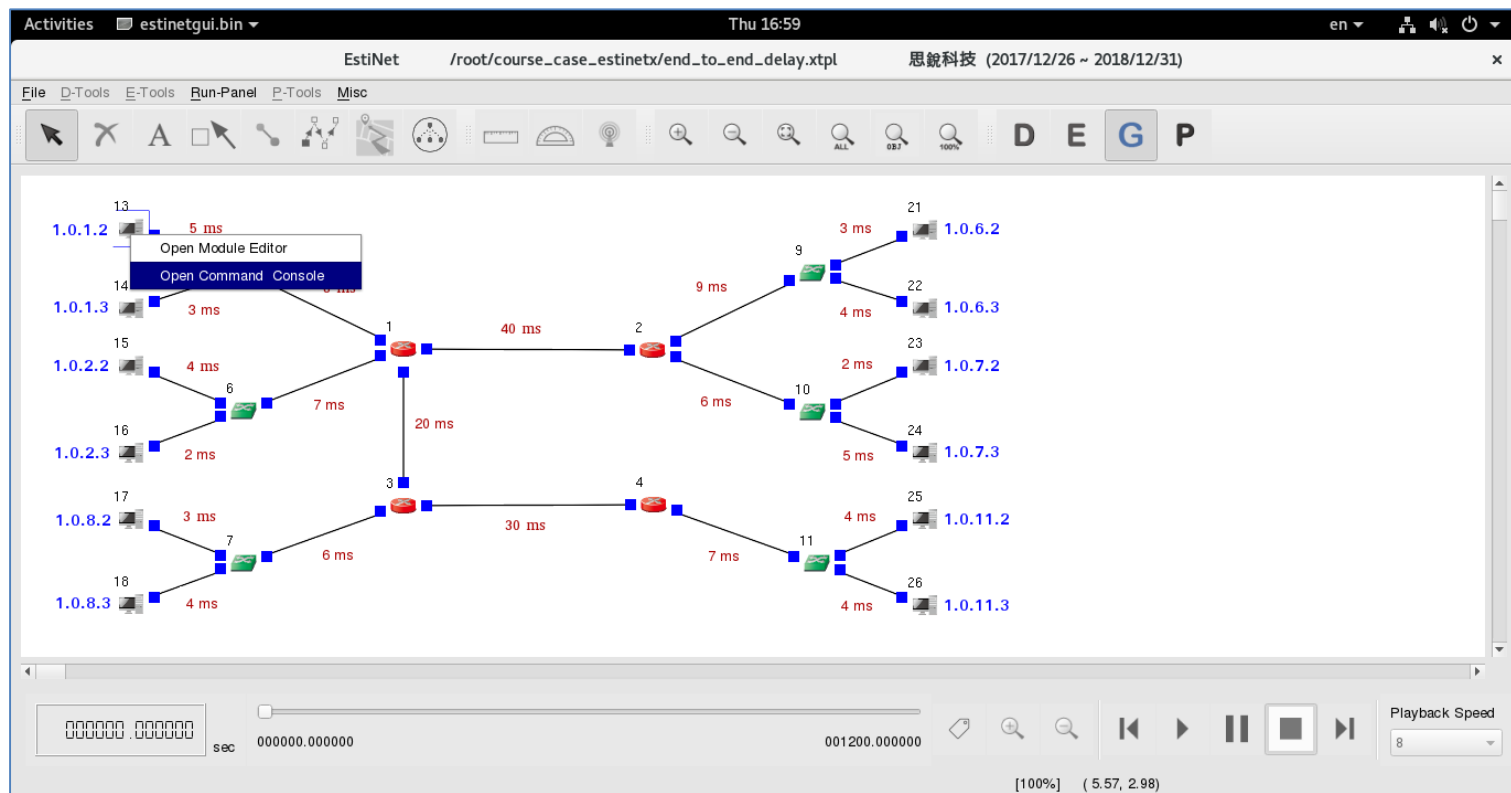 Activities estinetgui.bin Thu 16:59 en
EstiNet /root/course_case_estinetx/end_to_end_delay.xtpl 思銳科技 (2017/12/26 ~ 2018/12/31) ×
File D-Tools E-Tools Run-Panel P-Tools Misc
A ALL OBJ 100% D E G P
13
1.0.1.2 5 ms
Open Module Editor
Open Command Console
14
1.0.1.3 3 ms
15
1.0.2.2 4 ms
6
7 ms
16
1.0.2.3 2 ms
1
40 ms
2
20 ms
9 ms
9
3 ms
21
1.0.6.2
22
4 ms 1.0.6.3
6 ms
10
2 ms
23
1.0.7.2
24
5 ms 1.0.7.3
17
1.0.8.2 3 ms
7
6 ms
18
1.0.8.3 4 ms
3
30 ms
4
7 ms
11
4 ms
25
1.0.11.2
26
4 ms 1.0.11.3
000000.000000 sec
000000.000000 001200.000000
Playback Speed
8
[100%] ( 5.57, 2.98)